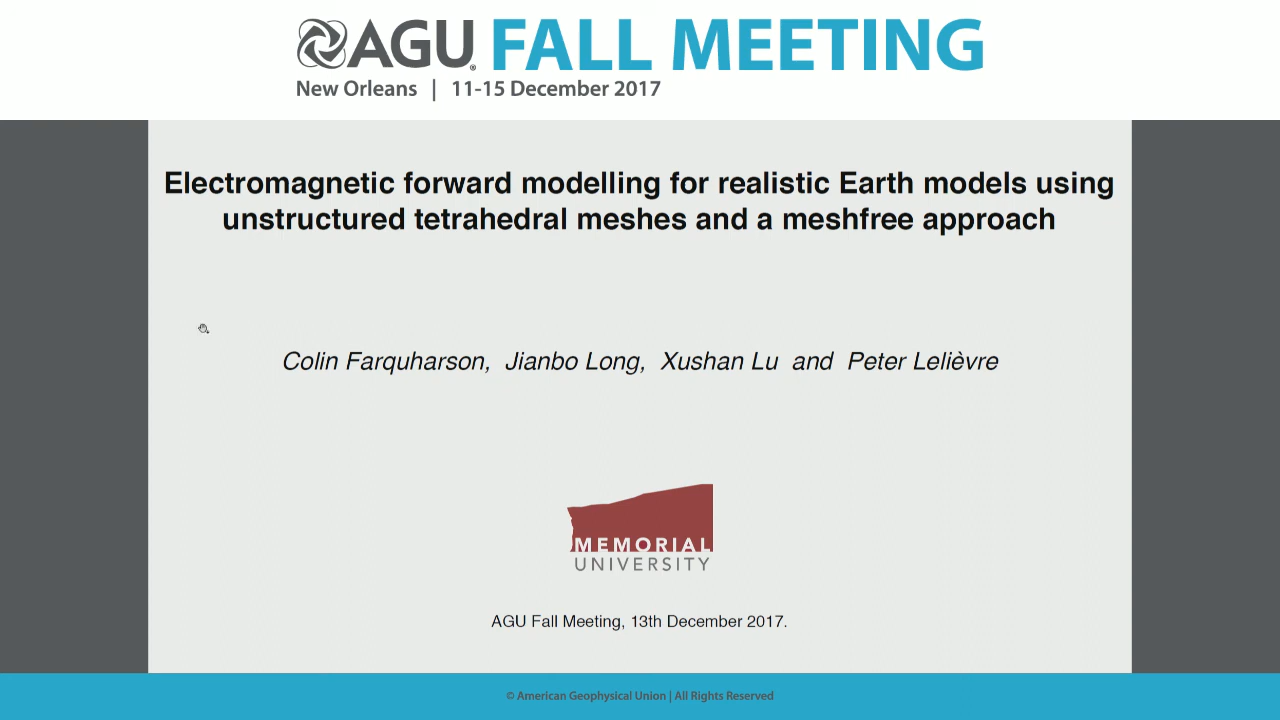 AGU® FALL MEETING
New Orleans | 11-15 December 2017
Electromagnetic forward modelling for realistic Earth models using
unstructured tetrahedral meshes and a meshfree approach
Colin Farquharson, Jianbo Long, Xushan Lu and Peter Lelièvre
MEMORIAL
UNIVERSITY
AGU Fall Meeting, 13th December 2017.
© American Geophysical Union | All Rights Reserved